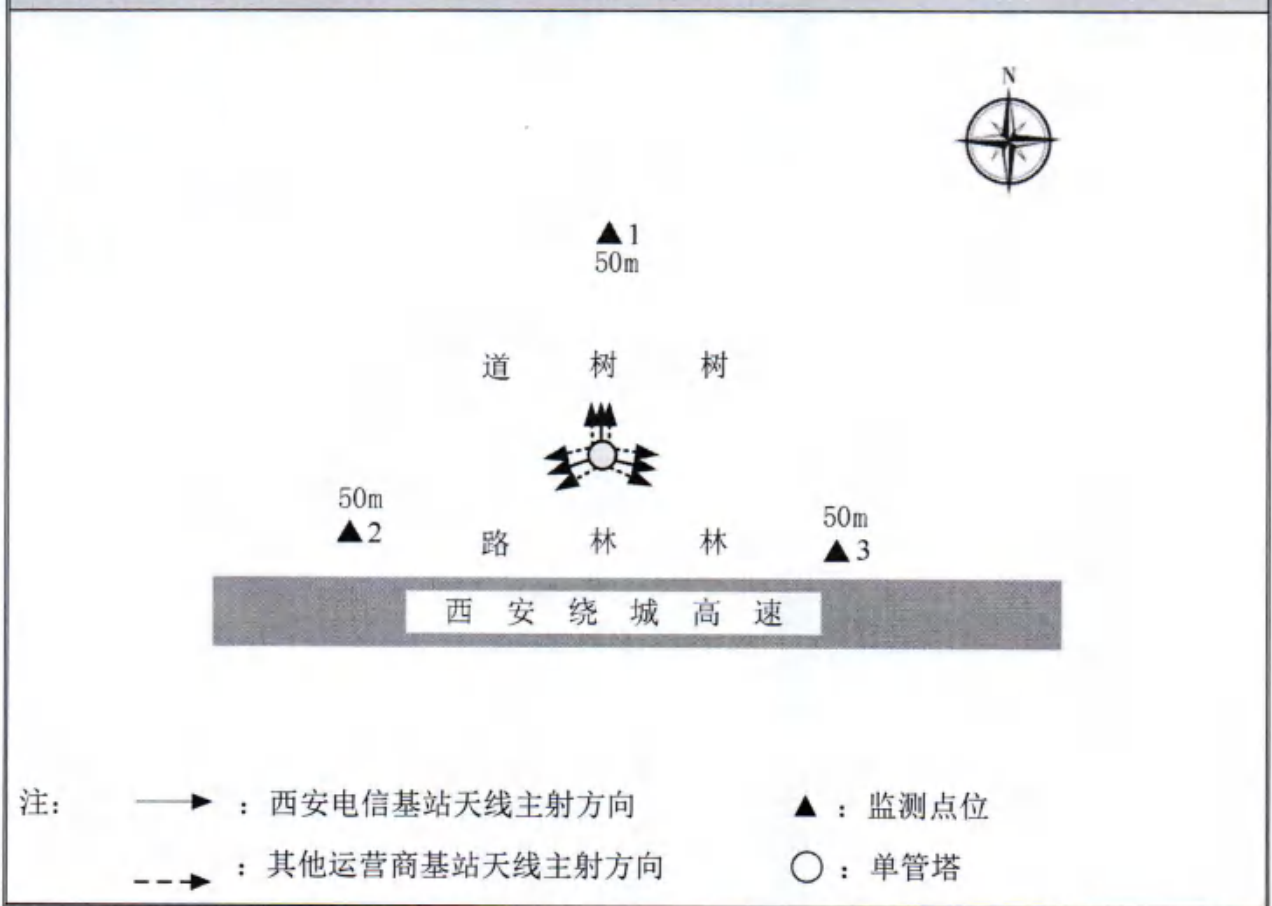 N
▲1
50m
道 树 树
50m
▲2
50m
▲3
路 林 林
西安绕城高速
注： ：西安电信基站天线主射方向 ▲：监测点位
：其他运营商基站天线主射方向 ○：单管塔